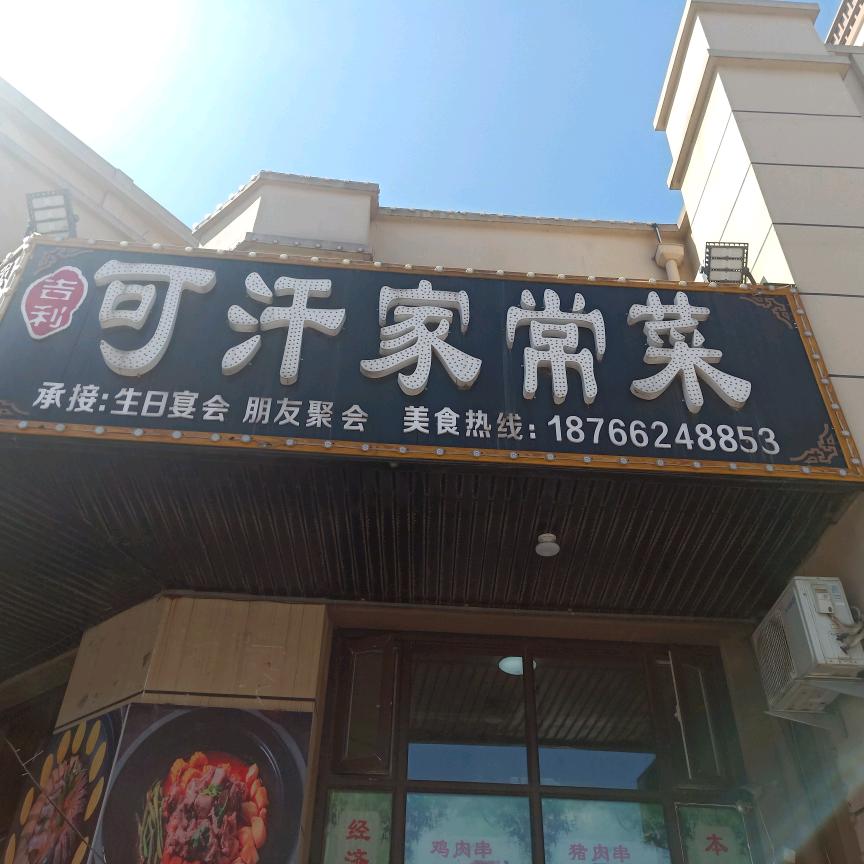 吉利
可汗家常菜
承接:生日宴会 朋友聚会 美食热线:18766248853
经济
鸡肉串
猪肉串
本